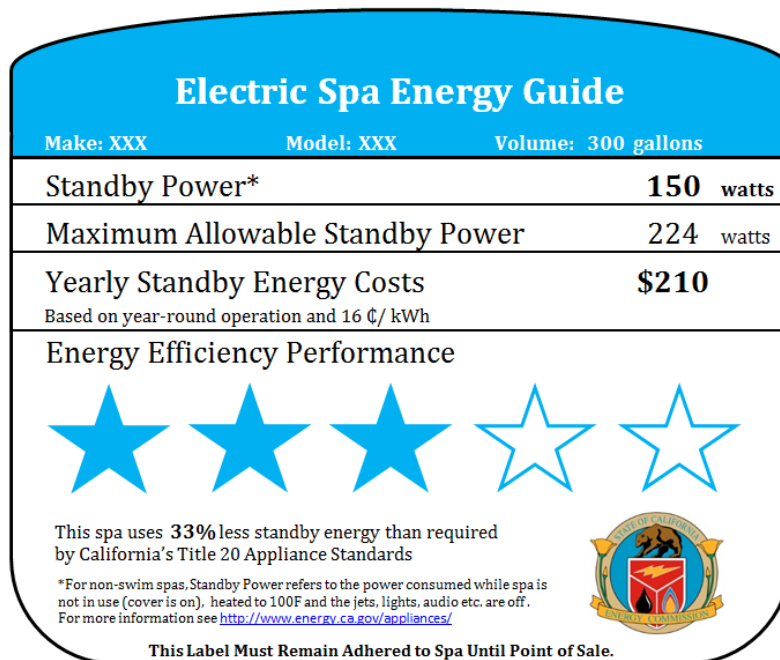 Electric Spa Energy Guide
Make: XXX Model: XXX Volume: 300 gallons
Standby Power* 150 watts
Maximum Allowable Standby Power 224 watts
Yearly Standby Energy Costs $210
Based on year-round operation and 16 ₵/ kWh
Energy Efficiency Performance
This spa uses 33% less standby energy than required
by California's Title 20 Appliance Standards
*For non-swim spas, Standby Power refers to the power consumed while spa is
not in use (cover is on), heated to 100F and the jets, lights, audio etc. are off .
For more information see http://www.energy.ca.gov/appliances/
STATE OF CALIFORNIA
ENERGY COMMISSION
This Label Must Remain Adhered to Spa Until Point of Sale.